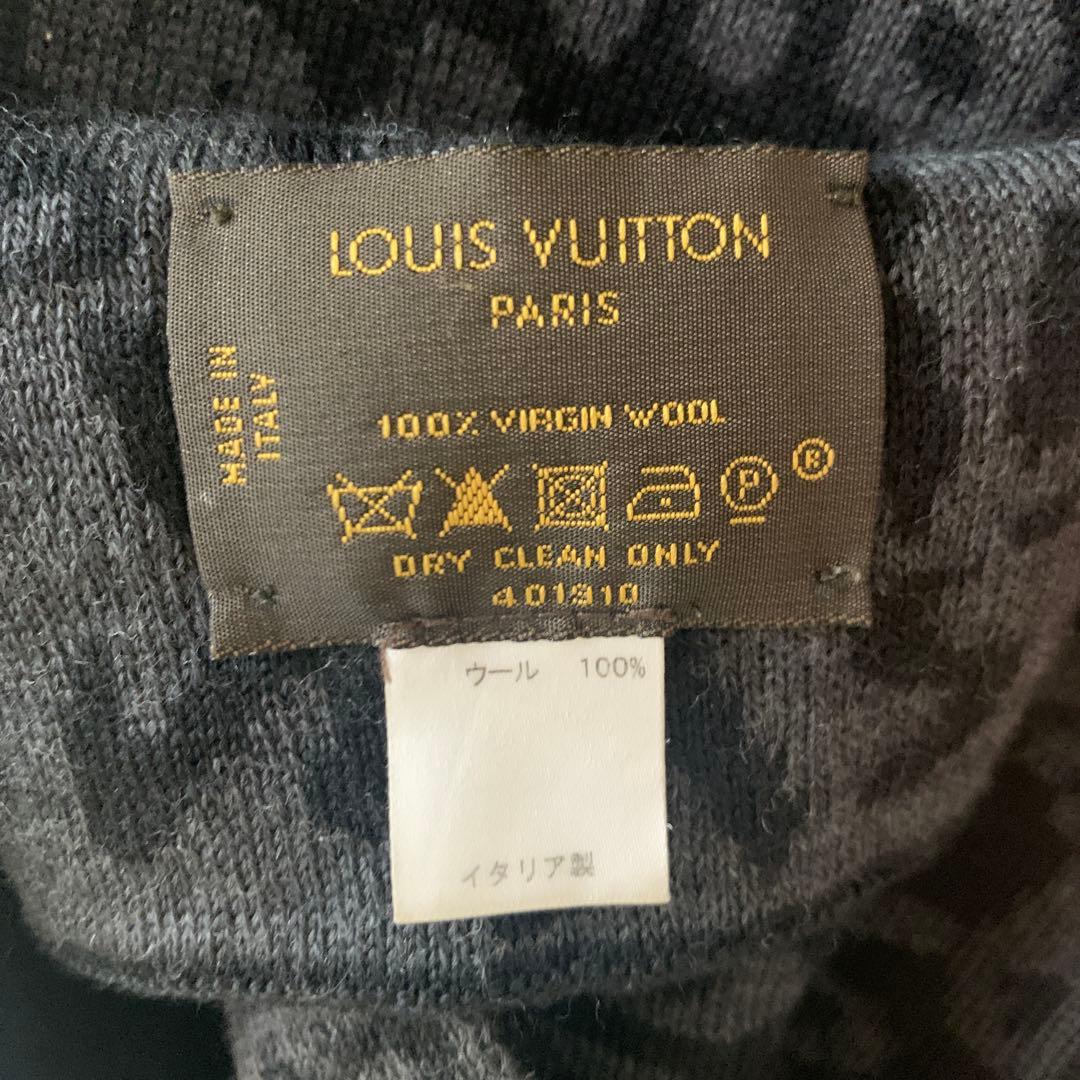 LOUIS VUITTON
PARIS
MADE IN
ITALY
100% VIRGIN WOOL
P
®
DRY CLEAN ONLY
401910
ウール 100%
イタリア製